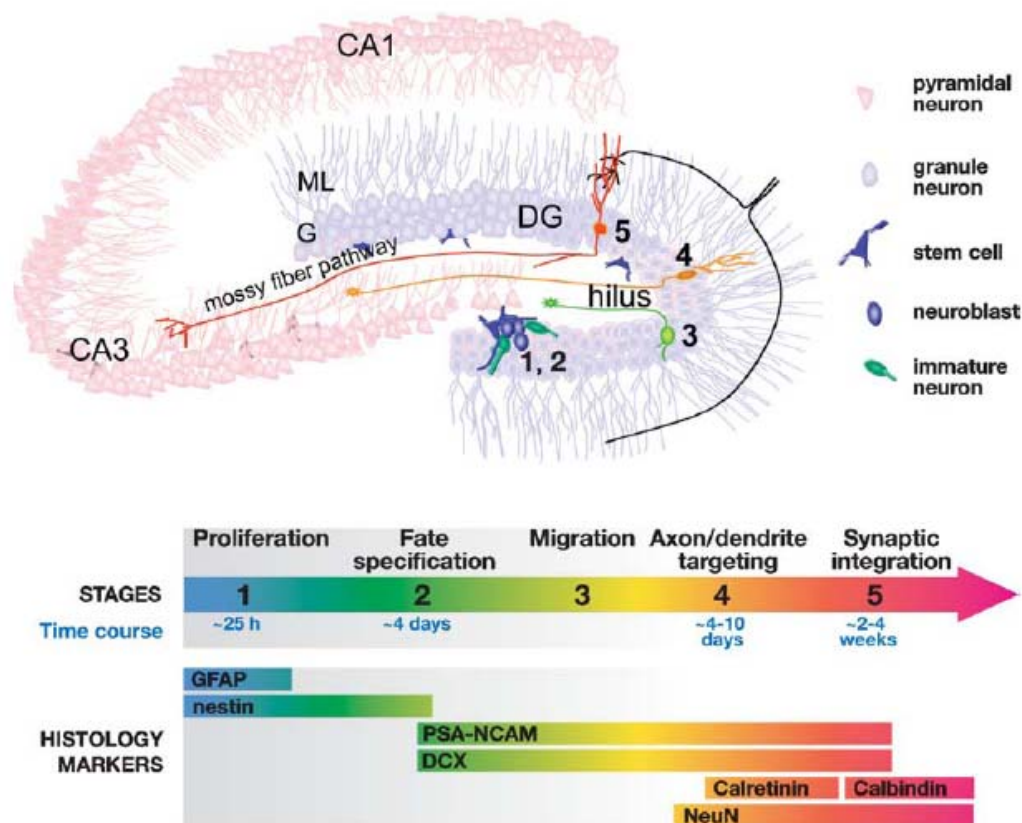 CA1
pyramidal
neuron
ML
granule
neuron
G
DG
5
4
stem cell
mossy fiber pathway
hilus
neuroblast
CA3
3
1, 2
immature
neuron
Proliferation
Fate
specification
Migration
Axon/dendrite
targeting
Synaptic
integration
STAGES
1
2
3
4
5
Time course
~25 h
~4 days
~4-10
days
~2-4
weeks
GFAP
nestin
HISTOLOGY
MARKERS
PSA-NCAM
DCX
Calretinin
Calbindin
NeuN